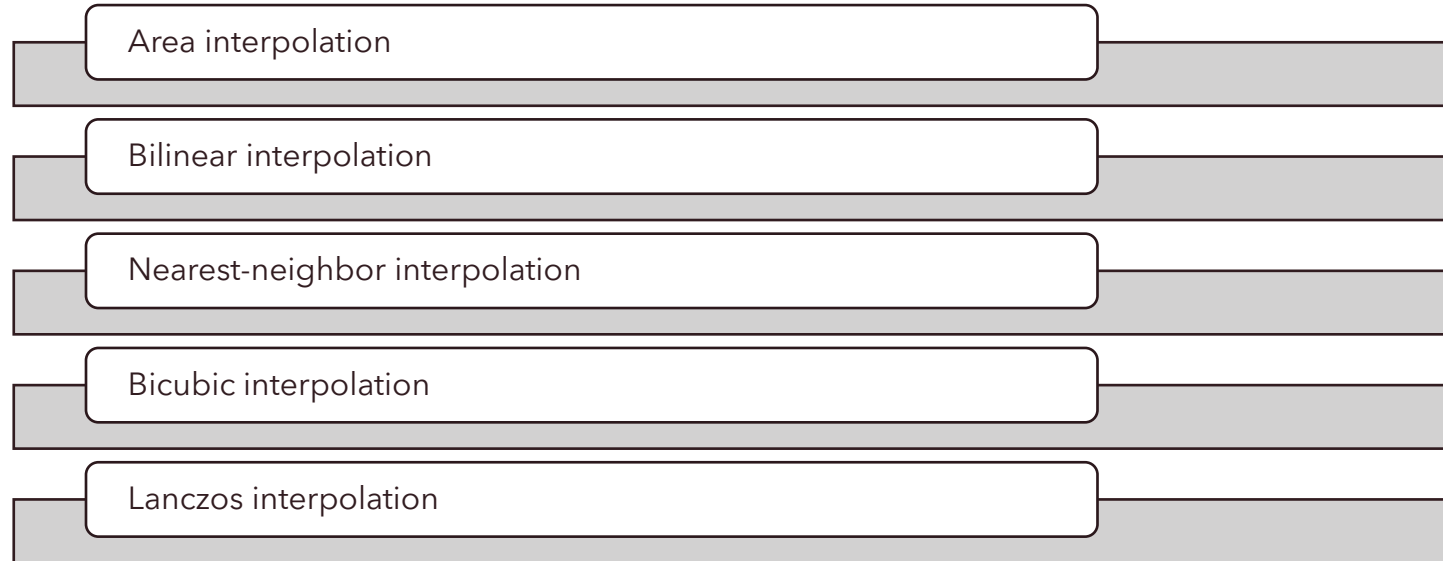 Area interpolation
Bilinear interpolation
Nearest-neighbor interpolation
Bicubic interpolation
Lanczos interpolation